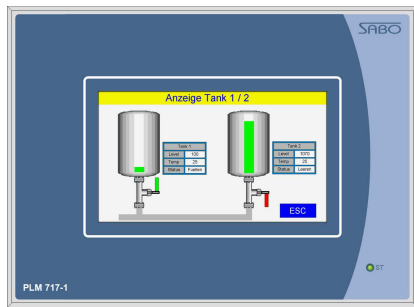 SABO
Anzeige Tank 1 / 2
Tank 1
Level 100
Temp 25
Status Fuellen
Tank 2
Level 1070
Temp 25
Status Leeren
ESC
ST
PLM 717-1